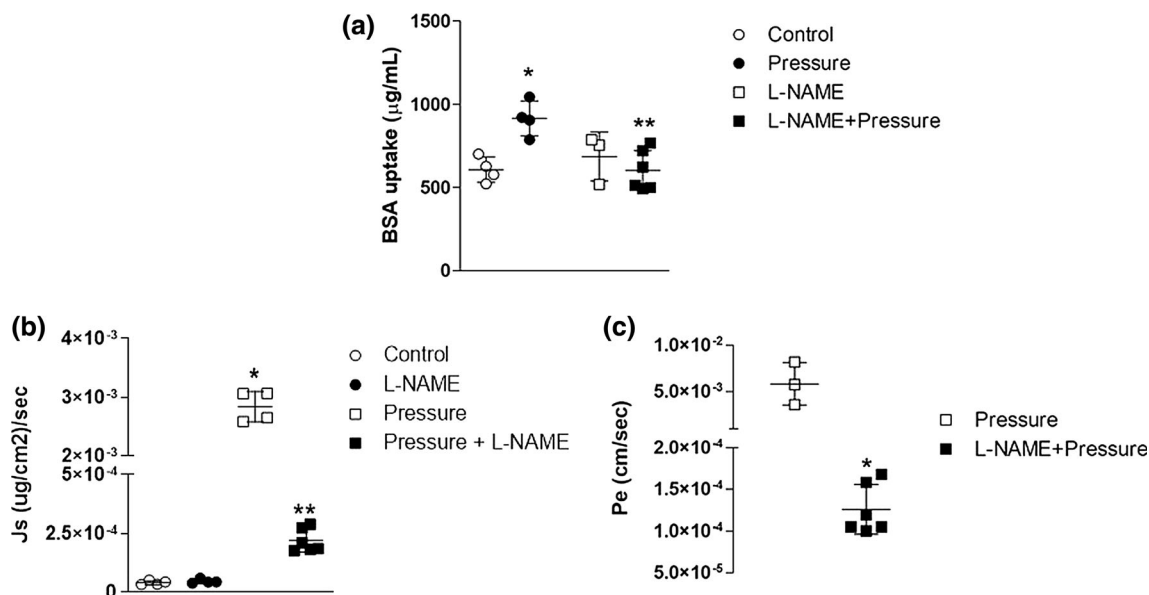 (a)
BSA uptake (µg/mL)
1500
1000
500
0
*
**
Control
Pressure
L-NAME
L-NAME+Pressure
(b)
Js (ug/cm2)/sec
4×10⁻³
3×10⁻³
2×10⁻³
5×10⁻⁴
2.5×10⁻⁴
0
*
**
Control
L-NAME
Pressure
Pressure + L-NAME
(c)
Pe (cm/sec)
1.0×10⁻²
5.0×10⁻³
2.0×10⁻⁴
1.5×10⁻⁴
1.0×10⁻⁴
5.0×10⁻⁵
*
Pressure
L-NAME+Pressure